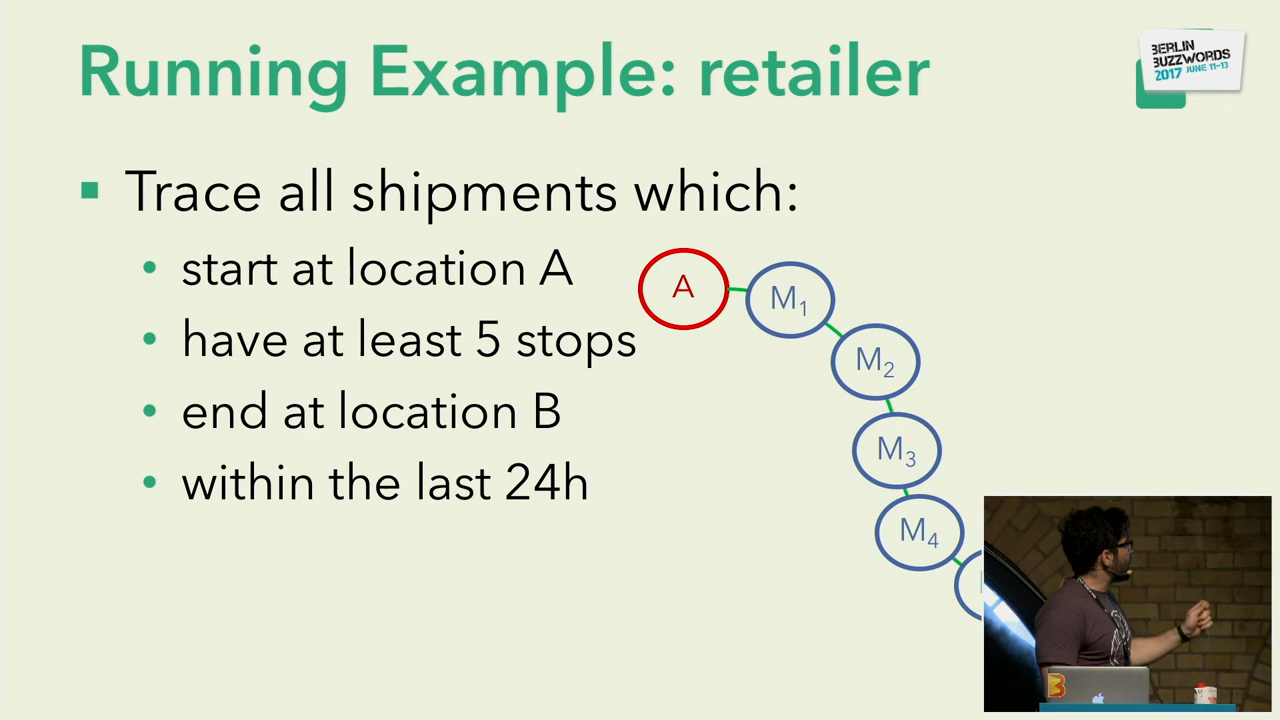 Running Example: retailer
BERLIN
BUZZWORDS
2017 JUNE 11-13
Trace all shipments which:
start at location A
have at least 5 stops
end at location B
within the last 24h
A
M₁
M₂
M₃
M₄
B